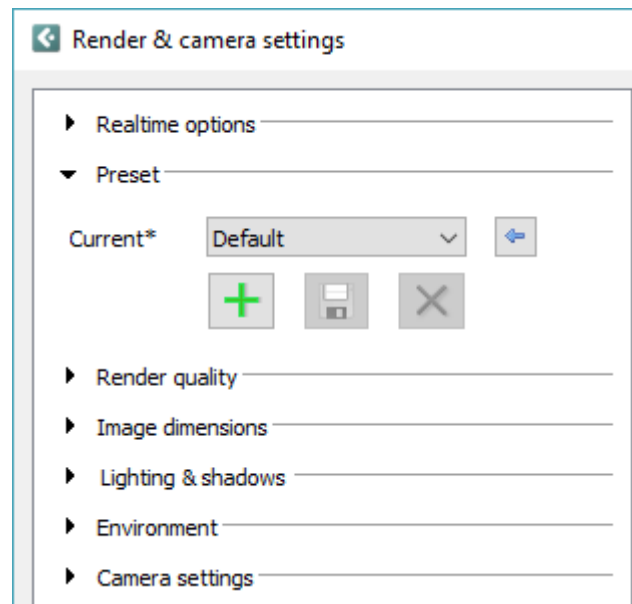 Render & camera settings
Realtime options
Preset
Current* Default
Render quality
Image dimensions
Lighting & shadows
Environment
Camera settings